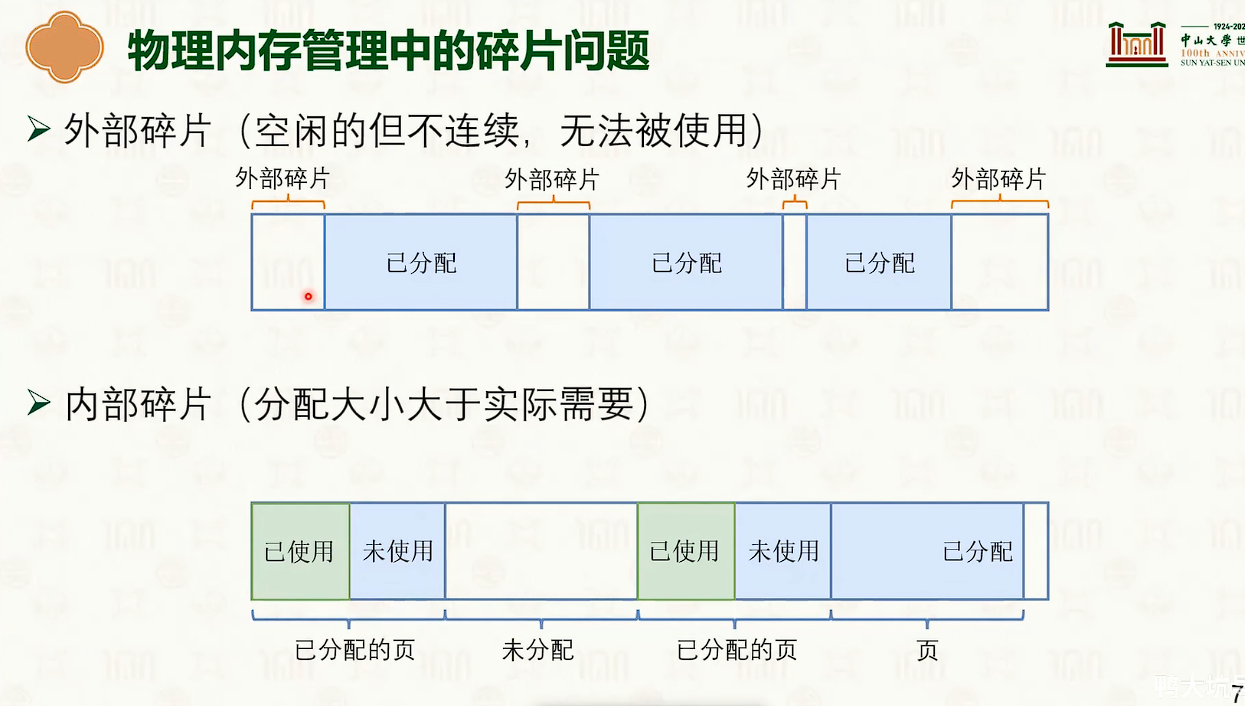 物理内存管理中的碎片问题
1924-202
中山大學
100th ANNIV
SUN YAT-SEN UN
外部碎片（空闲的但不连续，无法被使用）
外部碎片 外部碎片 外部碎片 外部碎片
已分配 已分配 已分配
内部碎片（分配大小大于实际需要）
已使用 未使用 已使用 未使用 已分配
已分配的页 未分配 已分配的页 页
7